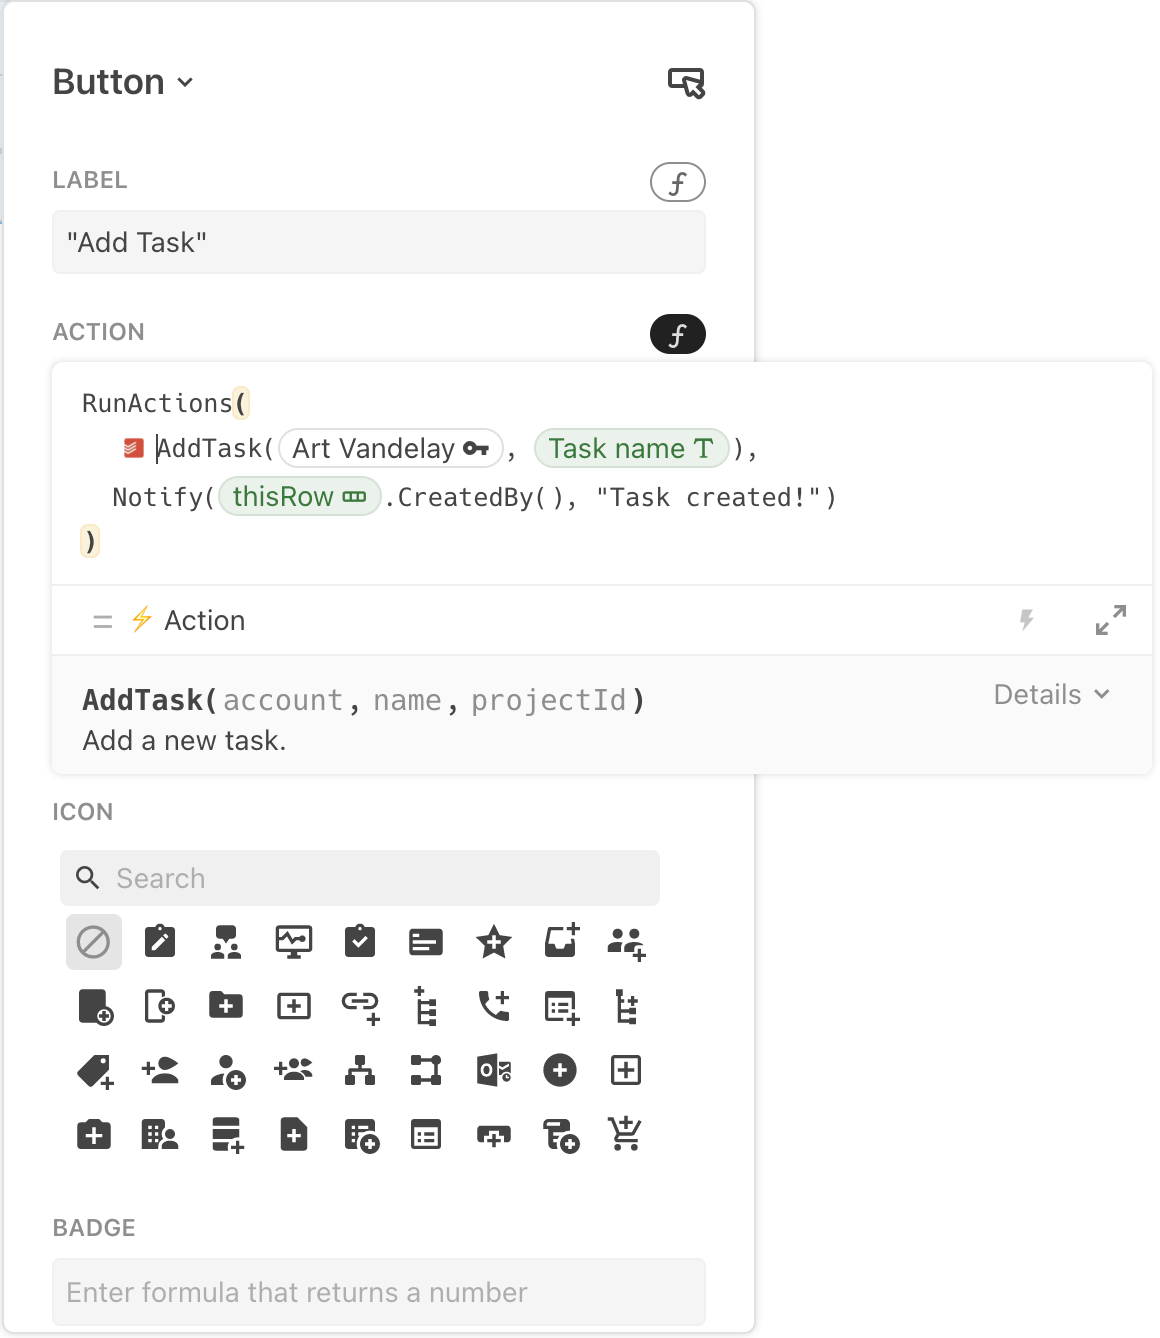 Button
LABEL
"Add Task"
ACTION
RunActions(
AddTask(Art Vandelay, Task name T),
Notify(thisRow.CreatedBy(), "Task created!")
)
= Action
AddTask(account, name, projectId)
Details
Add a new task.
ICON
Search
BADGE
Enter formula that returns a number